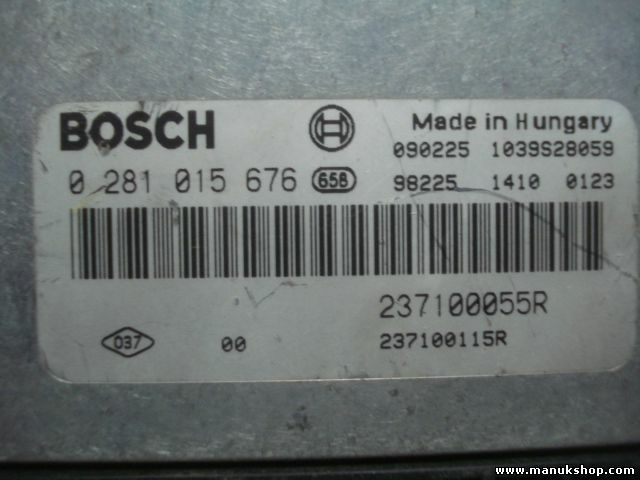 BOSCH
Made in Hungary
090225 1039S28059
0 281 015 676 658
98225 1410 0123
237100055R
037 00 237100115R
www.manukshop.com